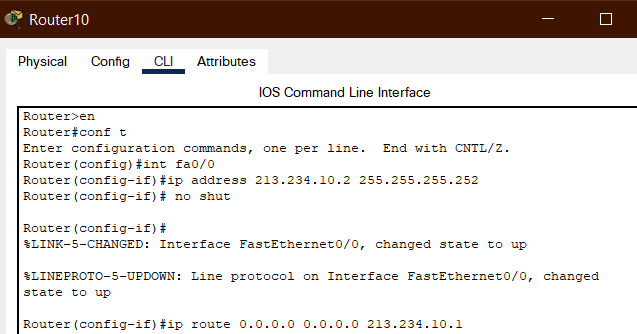 Router10
Physical Config CLI Attributes
IOS Command Line Interface
Router>en
Router#conf t
Enter configuration commands, one per line.  End with CNTL/Z.
Router(config)#int fa0/0
Router(config-if)#ip address 213.234.10.2 255.255.255.252
Router(config-if)# no shut
Router(config-if)#
%LINK-5-CHANGED: Interface FastEthernet0/0, changed state to up
%LINEPROTO-5-UPDOWN: Line protocol on Interface FastEthernet0/0, changed
state to up
Router(config-if)#ip route 0.0.0.0 0.0.0.0 213.234.10.1